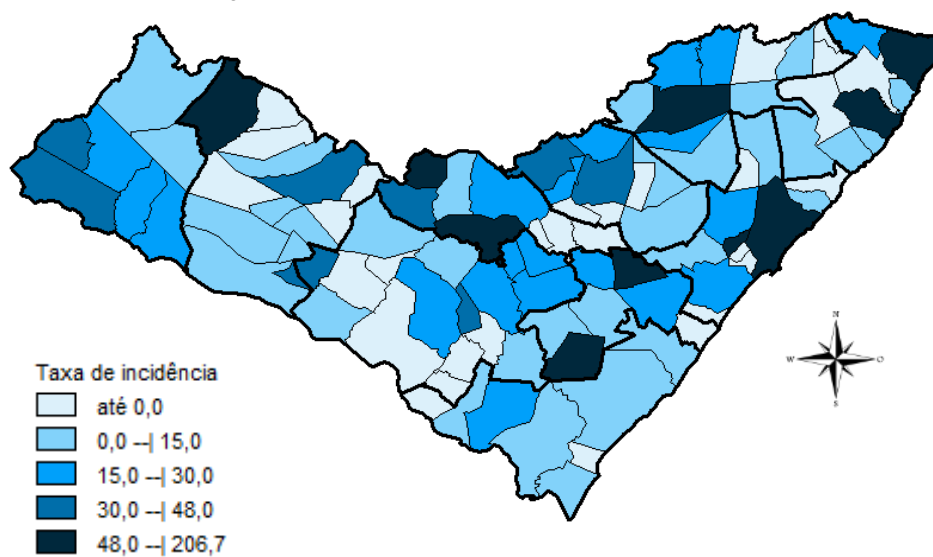 N
W
O
S
Taxa de incidência
até 0,0
0,0 --| 15,0
15,0 --| 30,0
30,0 --| 48,0
48,0 --| 206,7